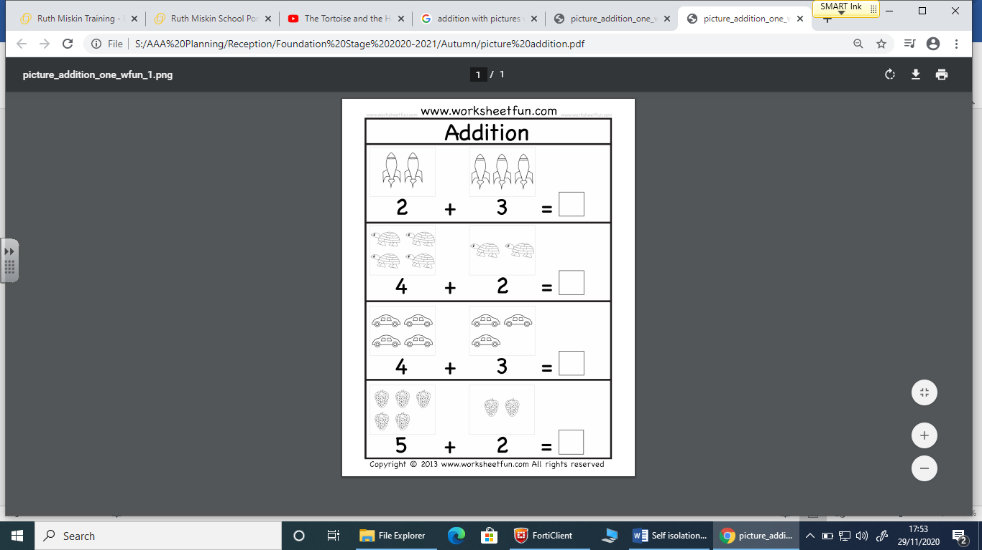 SMART Ink
Ruth Miskin Training -
Ruth Miskin School Po
The Tortoise and the H
addition with pictures
picture_addition_one_
picture_addition_one_
File
S:/AAA%20Planning/Reception/Foundation%20Stage%202020-2021/Autumn/picture%20addition.pdf
picture_addition_one_wfun_1.png
1 / 1
www.worksheetfun.com
Addition
2 + 3 =
4 + 2 =
4 + 3 =
5 + 2 =
Copyright © 2013 www.worksheetfun.com All rights reserved
Search
File Explorer
FortiClient
Self isolation...
picture_addi...
17:53
29/11/2020
2